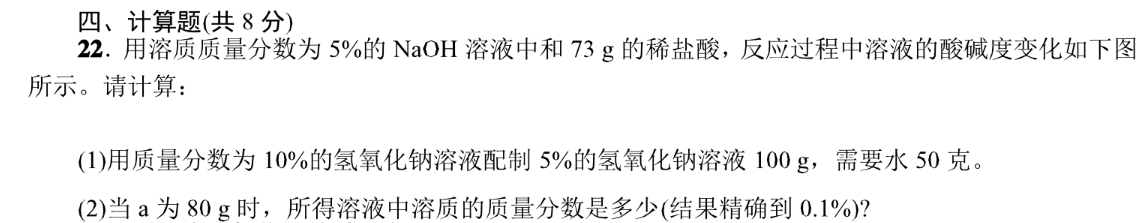 四、计算题(共 8 分)
22. 用溶质质量分数为 5%的 NaOH 溶液中和 73 g 的稀盐酸，反应过程中溶液的酸碱度变化如下图
所示。请计算：
(1)用质量分数为 10%的氢氧化钠溶液配制 5%的氢氧化钠溶液 100 g，需要水 50 克。
(2)当 a 为 80 g 时，所得溶液中溶质的质量分数是多少(结果精确到 0.1%)?